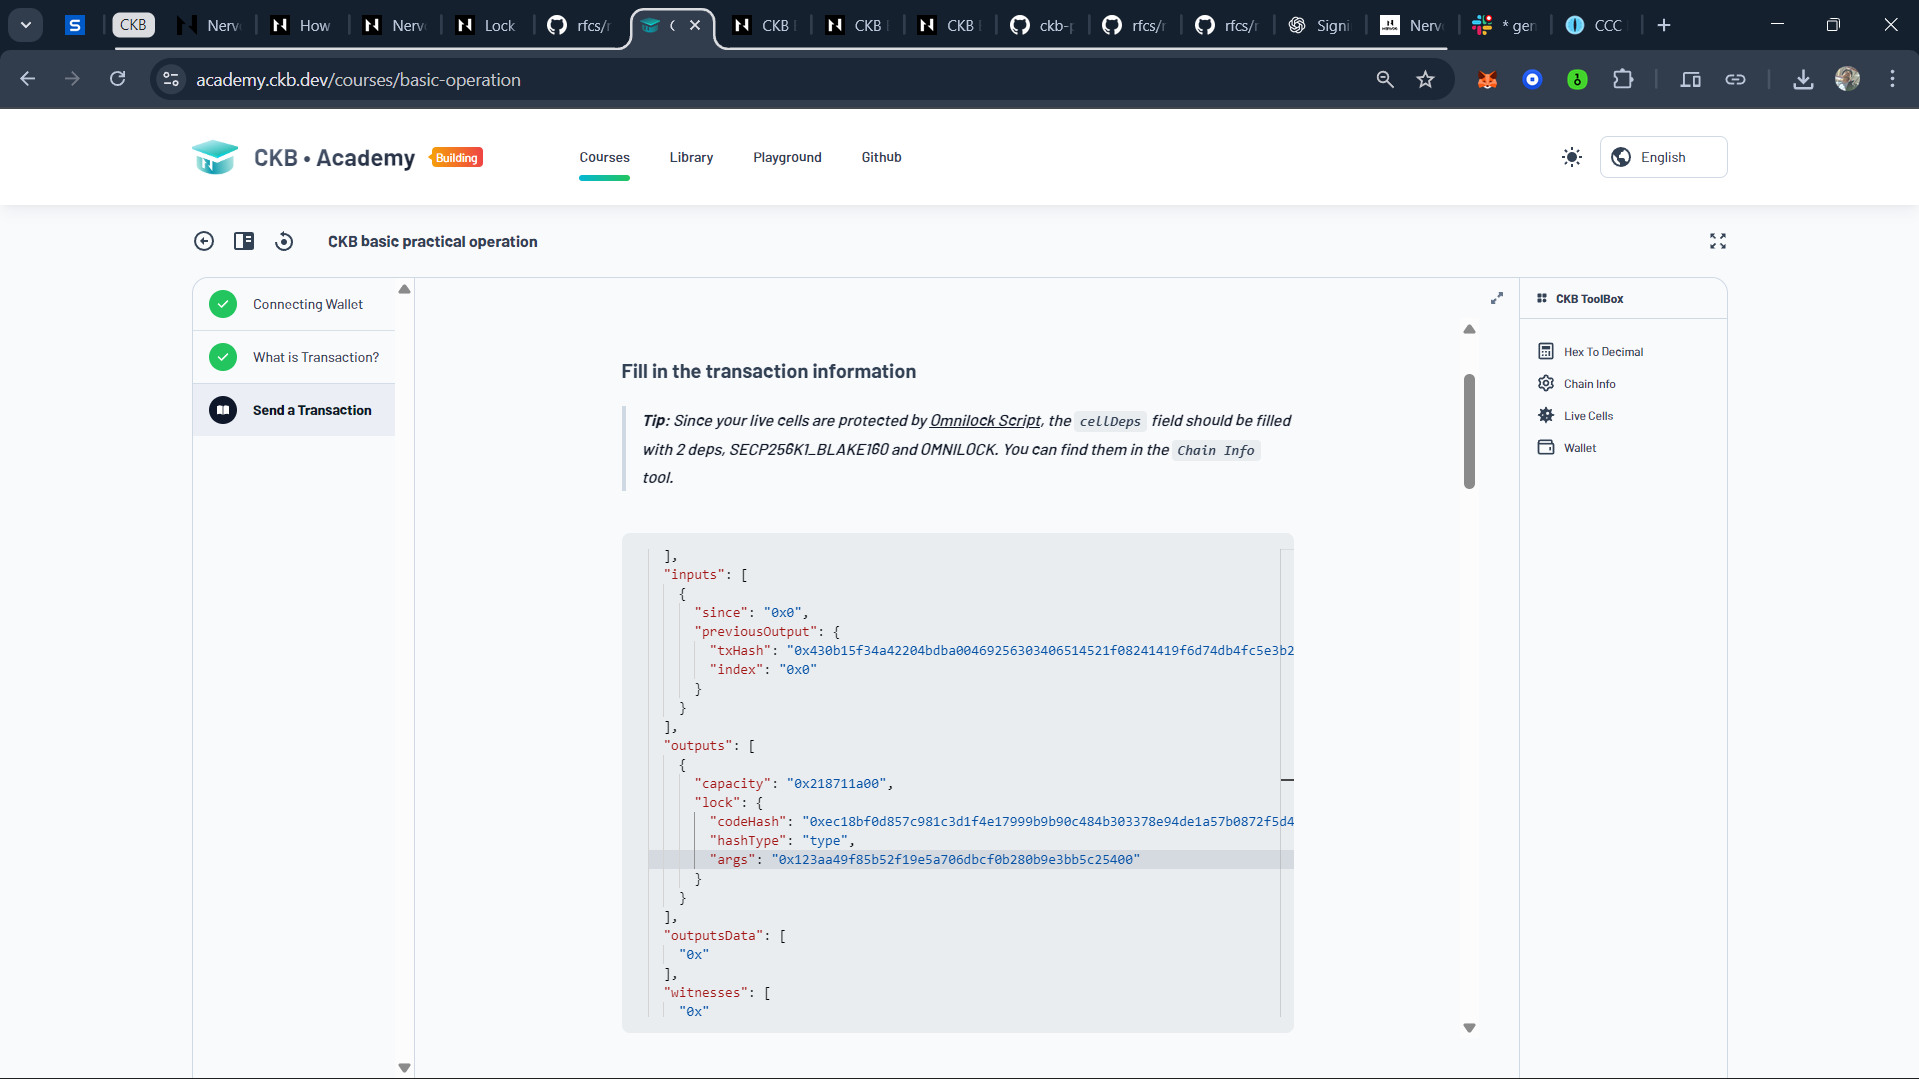 CKB
Nerv
How
Nerv
Lock
rfcs/r
CKB
CKB
CKB
ckb-p
rfcs/r
rfcs/r
Signi
Nerv
* gen
CCC
academy.ckb.dev/courses/basic-operation
CKB • Academy
Building
Courses
Library
Playground
Github
English
CKB basic practical operation
Connecting Wallet
What is Transaction?
Send a Transaction
Fill in the transaction information
Tip: Since your live cells are protected by Omnilock Script, the cellDeps field should be filled
with 2 deps, SECP256K1_BLAKE160 and OMNILOCK. You can find them in the Chain Info
tool.
],
"inputs": [
{
"since": "0x0",
"previousOutput": {
"txHash": "0x430b15f34a42204bdba00469256303406514521f08241419f6d74db4fc5e3b2
"index": "0x0"
}
}
],
"outputs": [
{
"capacity": "0x218711a00",
"lock": {
"codeHash": "0xec18bf0d857c981c3d1f4e17999b9b90c484b303378e94de1a57b0872f5d4
"hashType": "type",
"args": "0x123aa49f85b52f19e5a706dbcf0b280b9e3bb5c25400"
}
}
],
"outputsData": [
"0x"
],
"witnesses": [
"0x"
CKB ToolBox
Hex To Decimal
Chain Info
Live Cells
Wallet